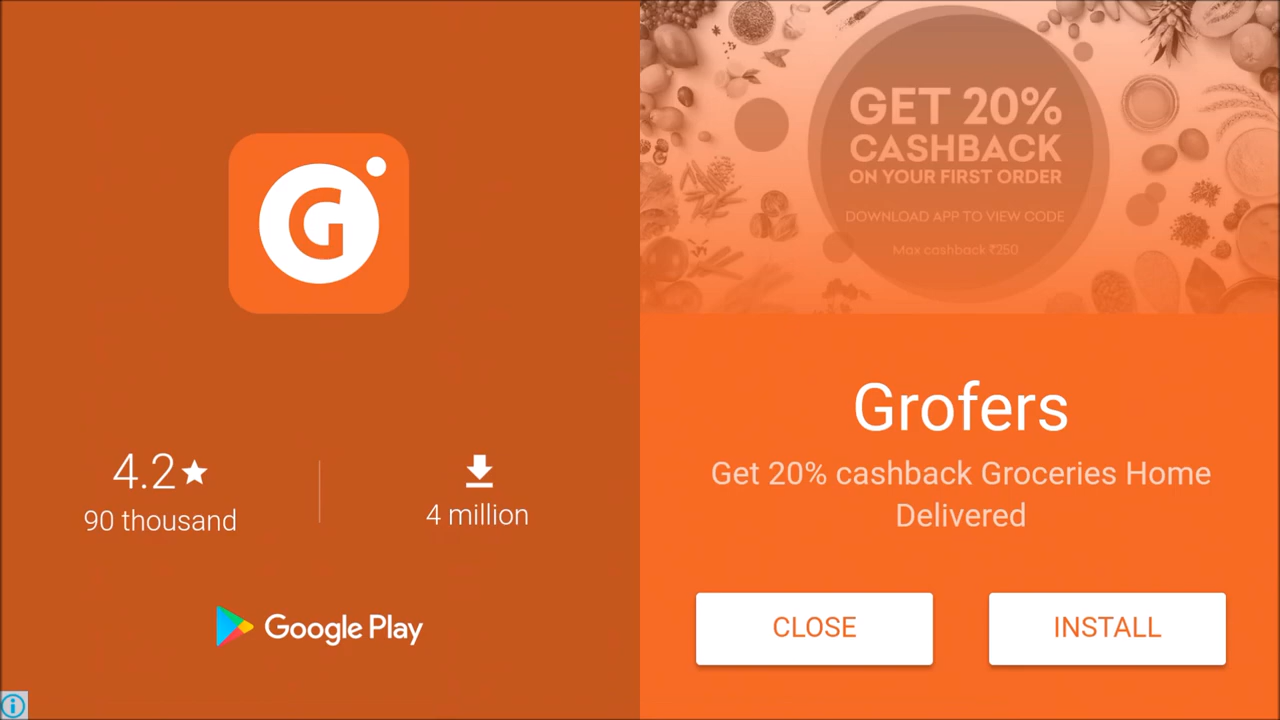 G
4.2★
90 thousand
4 million
Google Play
GET 20%
CASHBACK
ON YOUR FIRST ORDER
DOWNLOAD APP TO VIEW CODE
Max cashback ₹250
Grofers
Get 20% cashback Groceries Home
Delivered
CLOSE
INSTALL